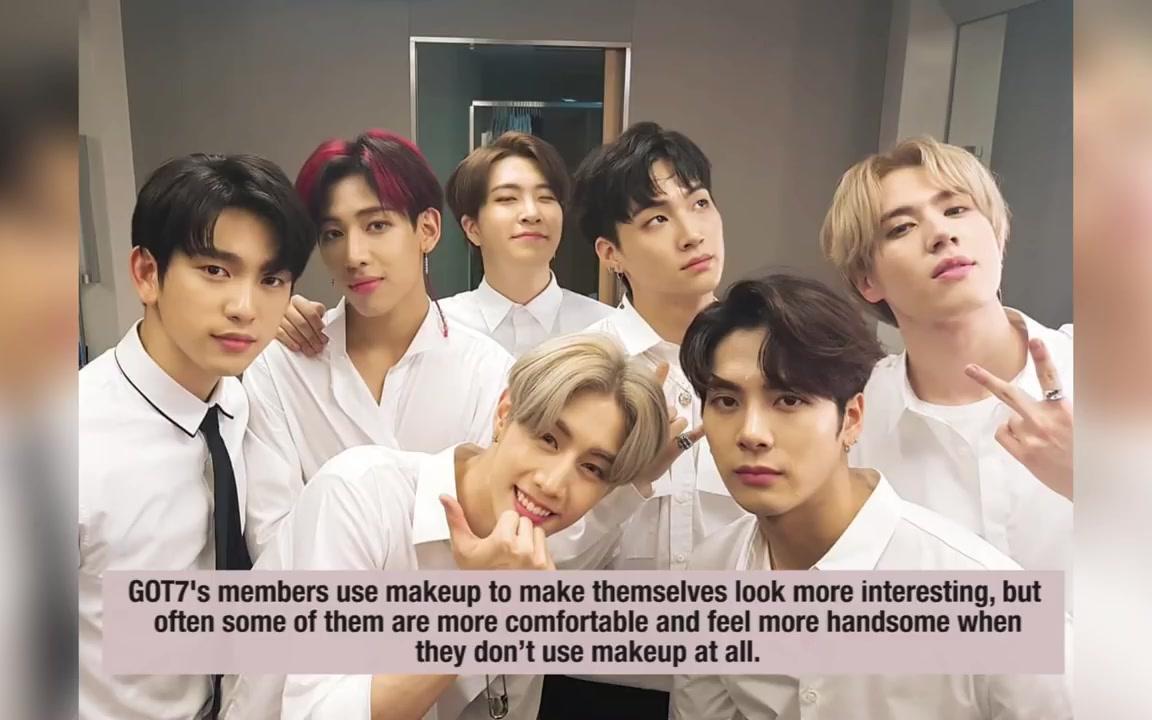 GOT7's members use makeup to make themselves look more interesting, but
often some of them are more comfortable and feel more handsome when
they don’t use makeup at all.